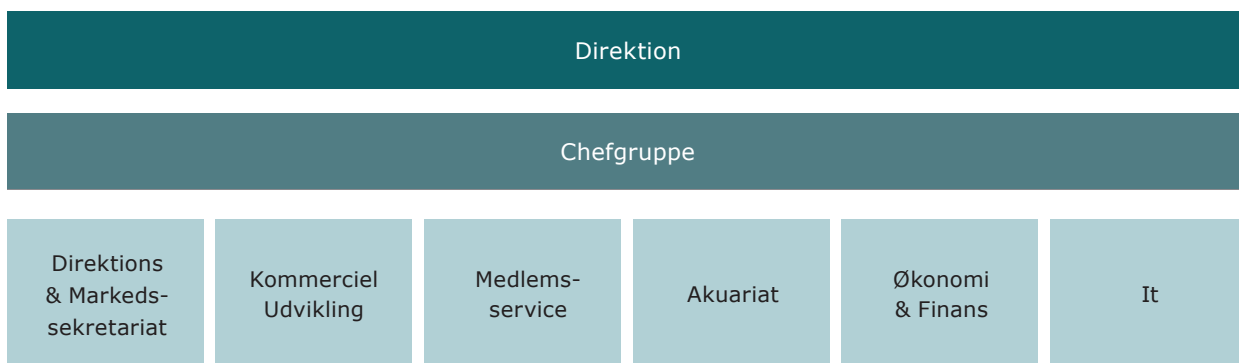 Direktion
Chefgruppe
Direktions
& Markeds-
sekretariat
Kommerciel
Udvikling
Medlems-
service
Akuariat
Økonomi
& Finans
It